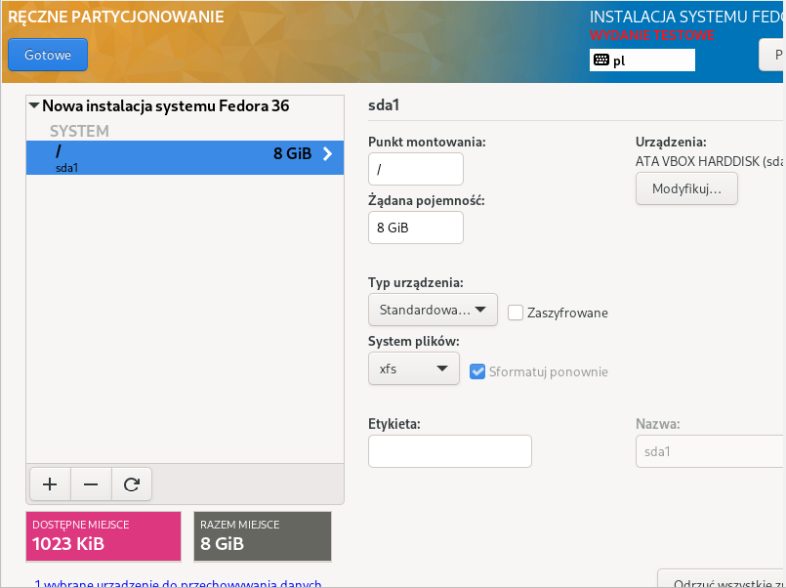 RĘCZNE PARTYCJONOWANIE
INSTALACJA SYSTEMU FEDO
WYDANIE TESTOWE
Gotowe
pl
P
Nowa instalacja systemu Fedora 36
SYSTEM
/
8 GiB
sda1
sda1
Punkt montowania:
/
Żądana pojemność:
8 GiB
Urządzenia:
ATA VBOX HARDDISK (sda
Modyfikuj...
Typ urządzenia:
Standardowa...
Zaszyfrowane
System plików:
xfs
Sformatuj ponownie
Etykieta:
Nazwa:
sda1
DOSTĘPNE MIEJSCE
1023 KiB
RAZEM MIEJSCE
8 GiB
1 wybrane urządzenie do przechowywania danych
Odrzuć wszystkie